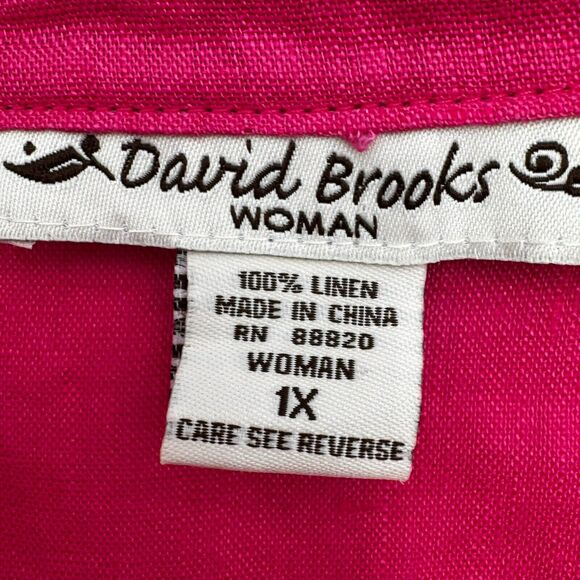 David Brooks
WOMAN
100% LINEN
MADE IN CHINA
RN 88820
WOMAN
1X
CARE SEE REVERSE